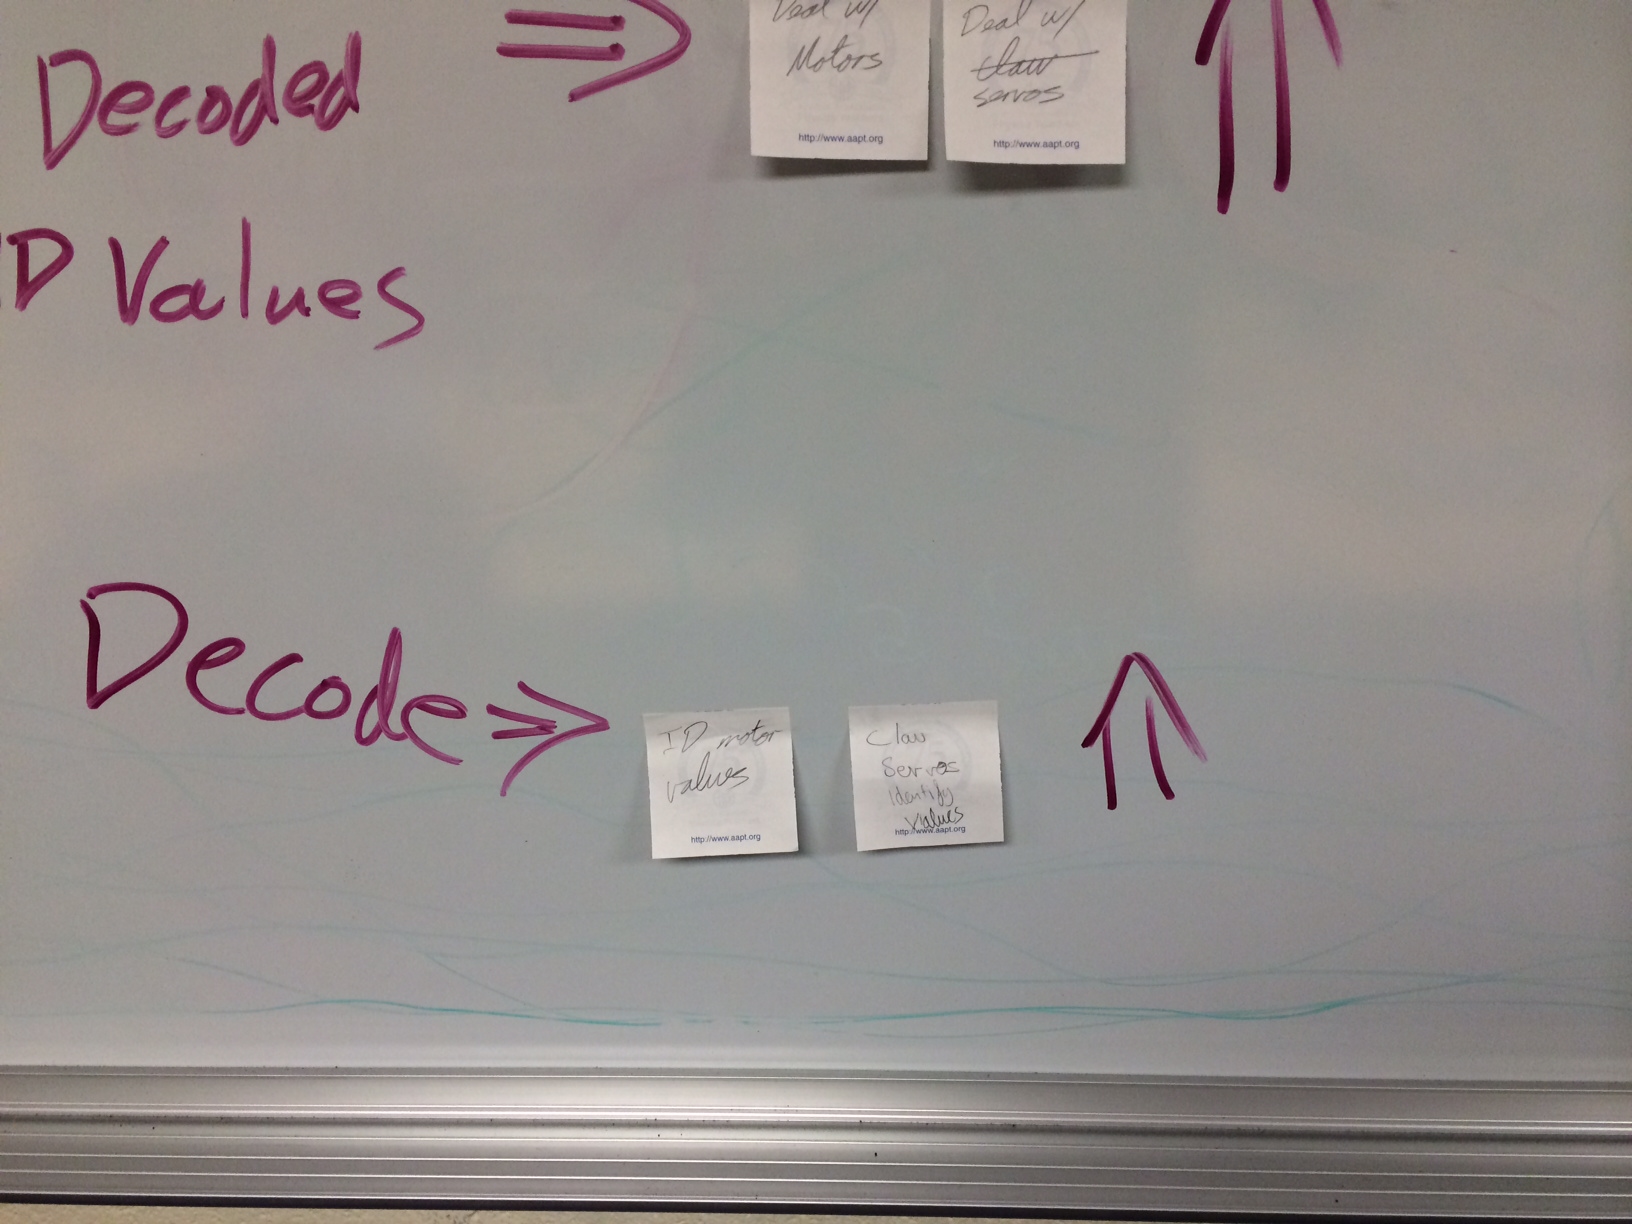 Decoded
ID Values
Deal w/
Motors
http://www.aapt.org
Deal w/
claw
servos
http://www.aapt.org
Decode
ID motor
values
http://www.aapt.org
Claw
Servos
Identify
values
http://www.aapt.org